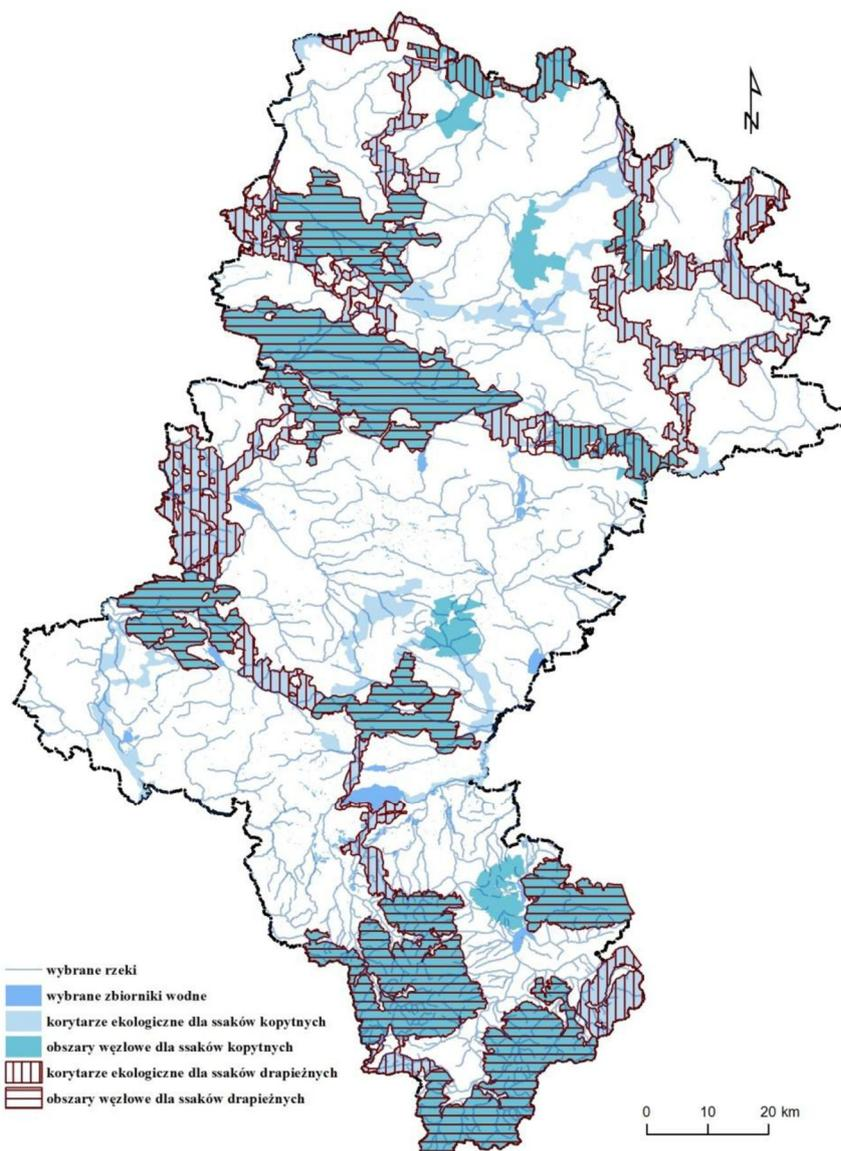 N
wybrane rzeki
wybrane zbiorniki wodne
korytarze ekologiczne dla ssaków kopytnych
obszary węzłowe dla ssaków kopytnych
korytarze ekologiczne dla ssaków drapieżnych
obszary węzłowe dla ssaków drapieżnych
0 10 20 km